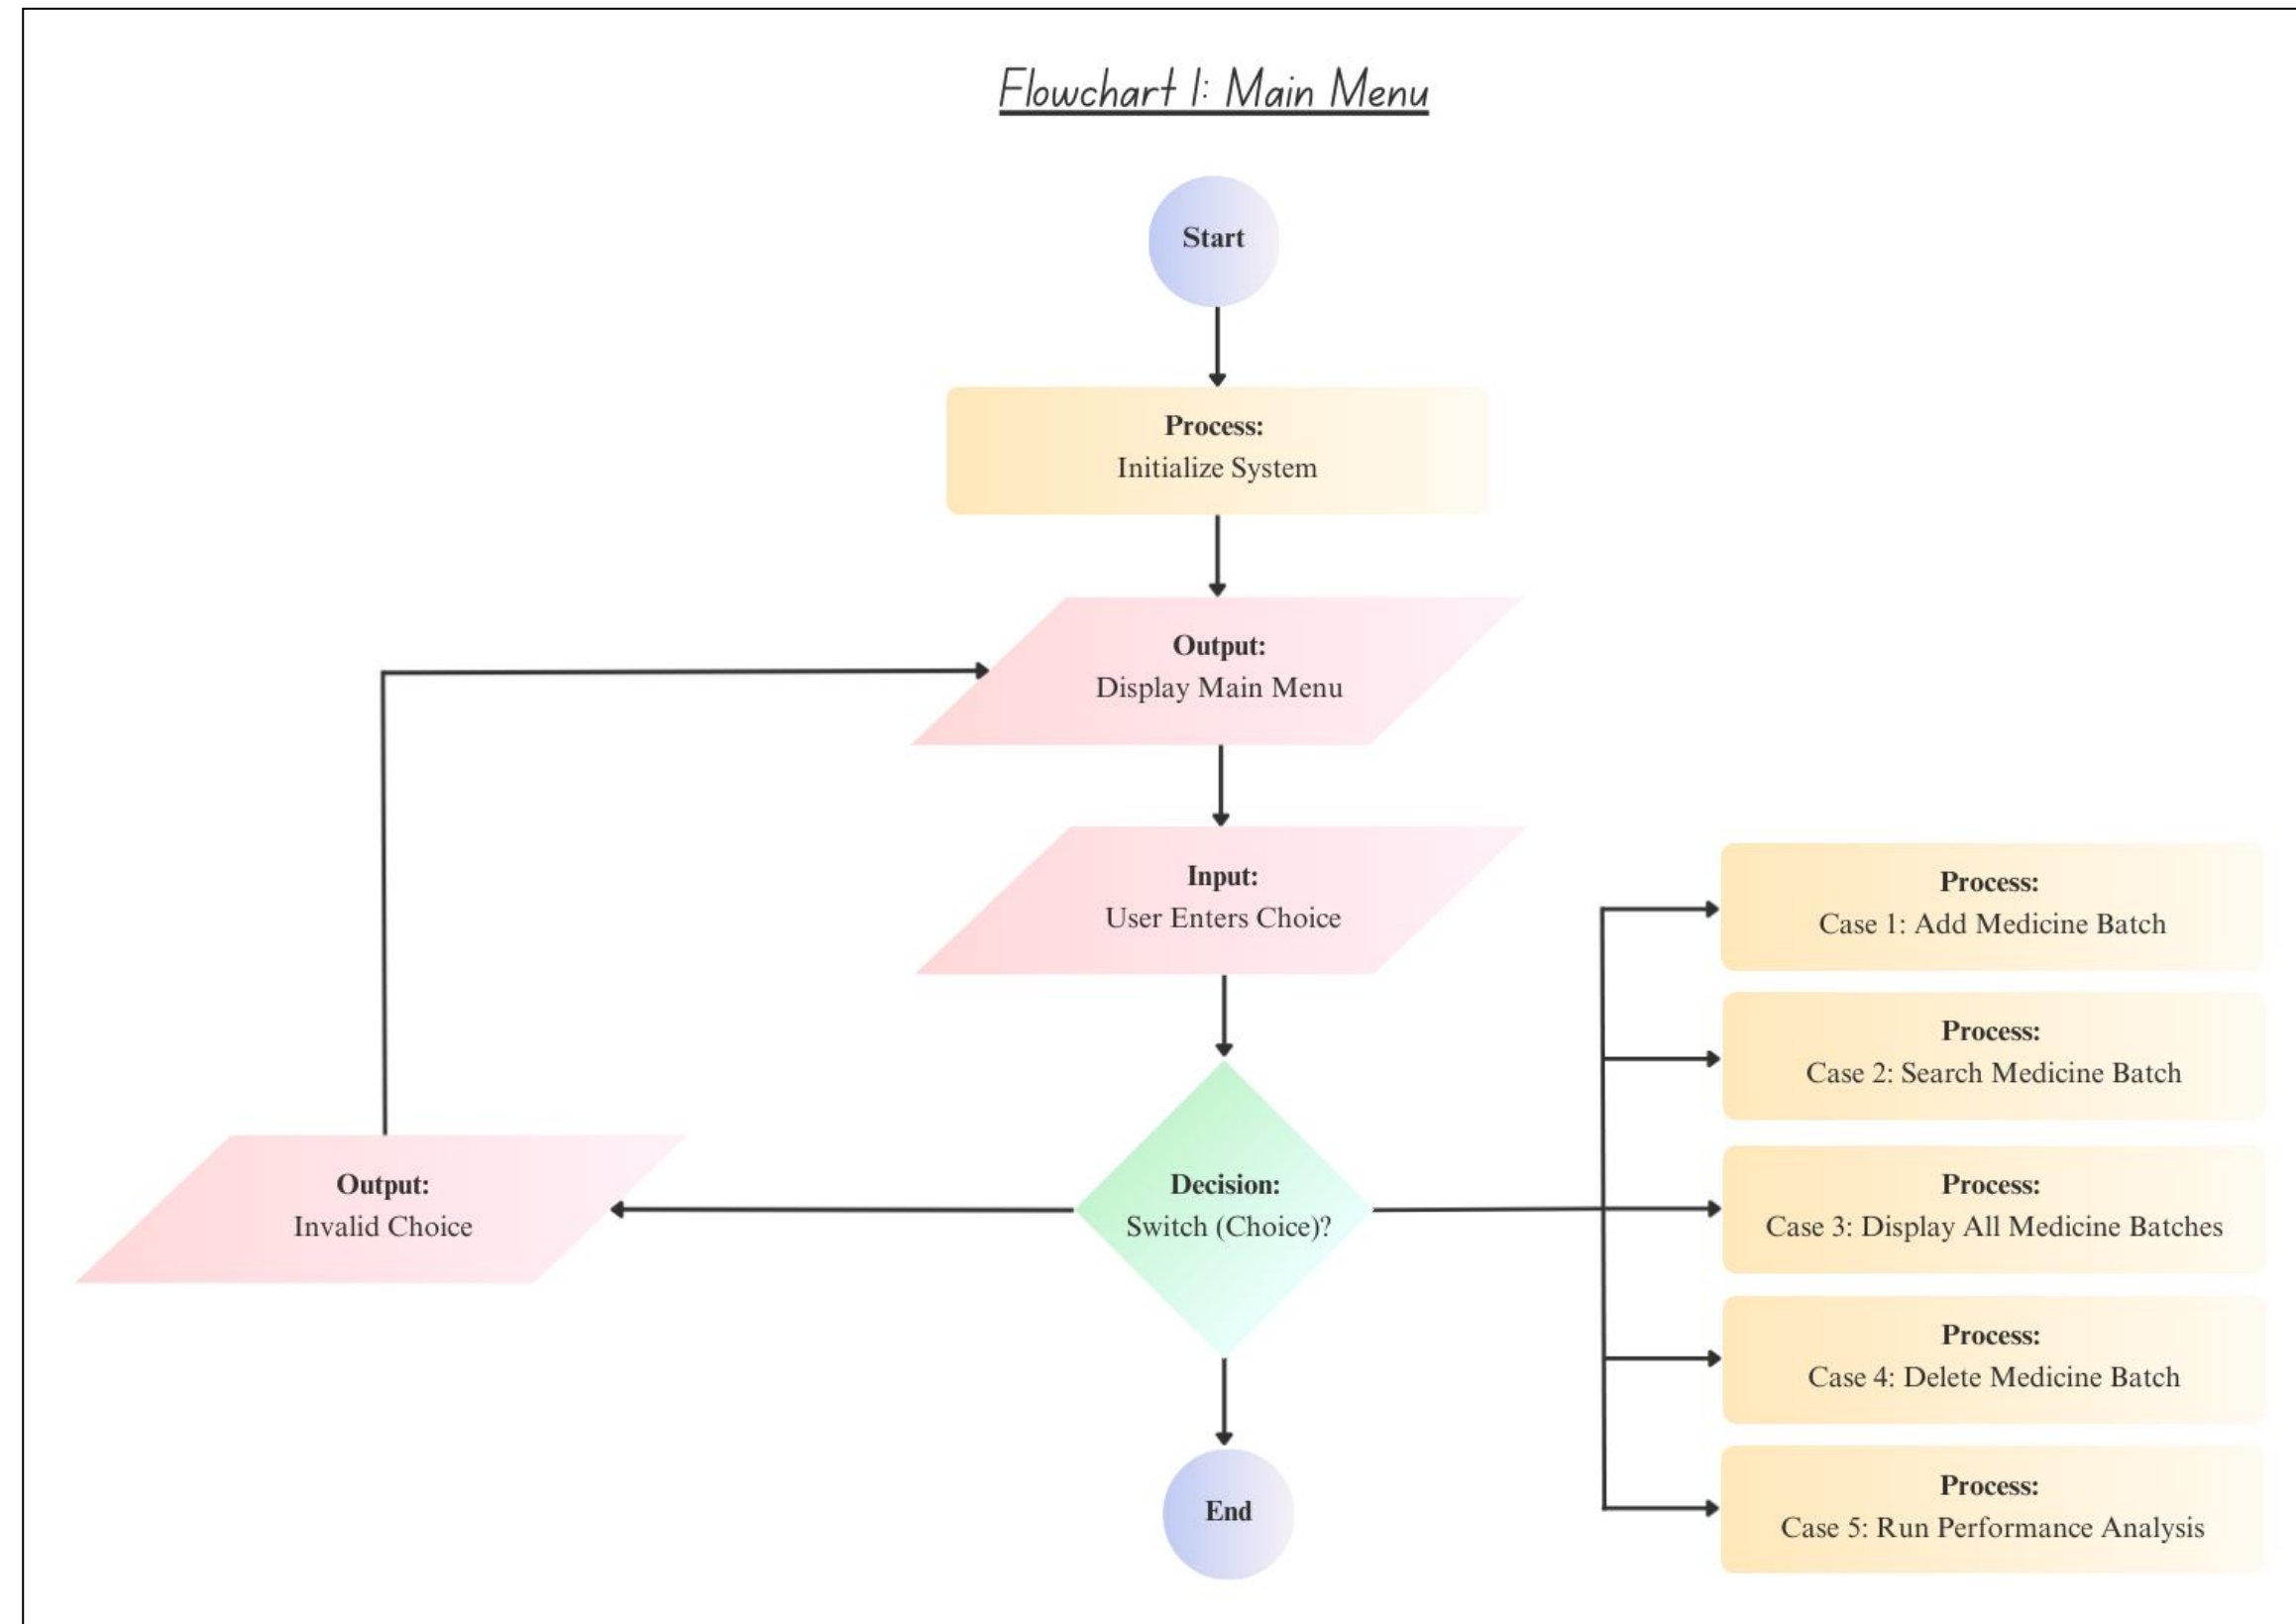 Flowchart 1: Main Menu
Start
Process:
Initialize System
Output:
Display Main Menu
Input:
User Enters Choice
Decision:
Switch (Choice)?
Output:
Invalid Choice
End
Process:
Case 1: Add Medicine Batch
Process:
Case 2: Search Medicine Batch
Process:
Case 3: Display All Medicine Batches
Process:
Case 4: Delete Medicine Batch
Process:
Case 5: Run Performance Analysis